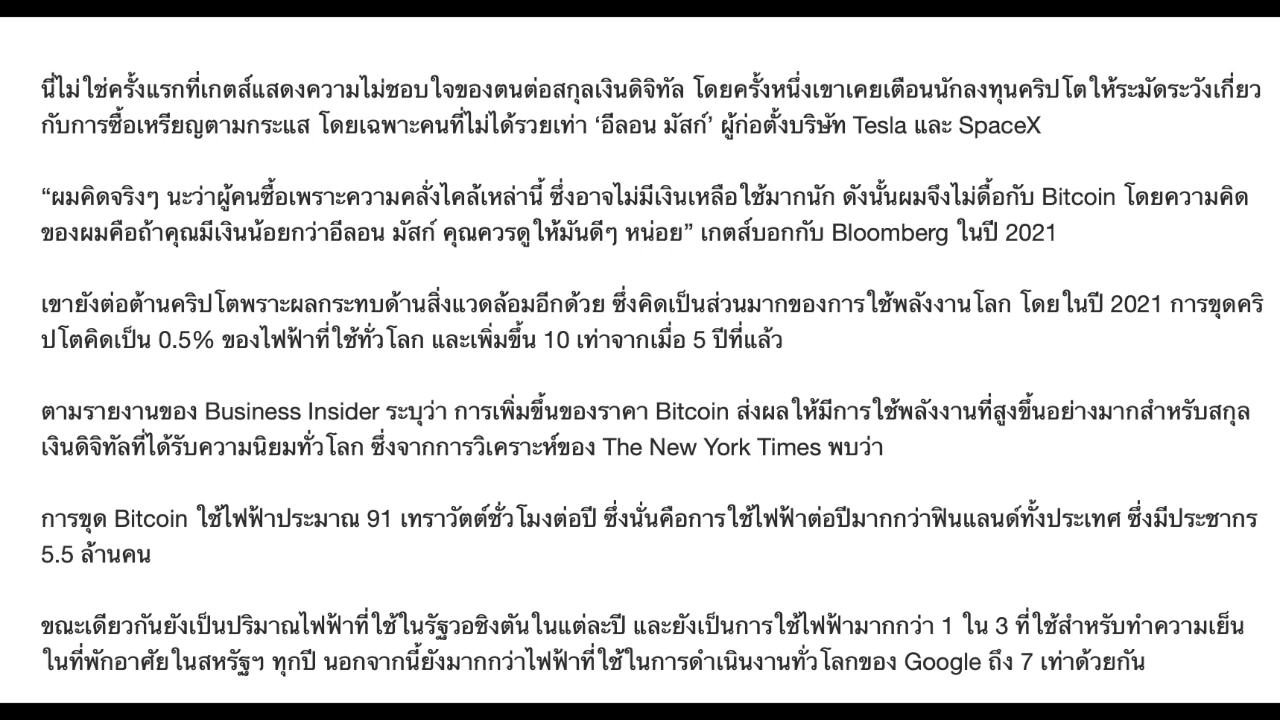 นี่ไม่ใช่ครั้งแรกที่เกตส์แสดงความไม่ชอบใจของตนต่อสกุลเงินดิจิทัล โดยครั้งหนึ่งเขาเคยเตือนนักลงทุนคริปโตให้ระมัดระวังเกี่ยว
กับการซื้อเหรียญตามกระแส โดยเฉพาะคนที่ไม่ได้รวยเท่า ‘อีลอน มัสก์’ ผู้ก่อตั้งบริษัท Tesla และ SpaceX
“ผมคิดจริงๆ นะว่าผู้คนซื้อเพราะความคลั่งไคล้เหล่านี้ ซึ่งอาจไม่มีเงินเหลือใช้มากนัก ดังนั้นผมจึงไม่ดื้อกับ Bitcoin โดยความคิด
ของผมคือถ้าคุณมีเงินน้อยกว่าอีลอน มัสก์ คุณควรดูให้มันดีๆ หน่อย” เกตส์บอกกับ Bloomberg ในปี 2021
เขายังต่อต้านคริปโตพราะผลกระทบด้านสิ่งแวดล้อมอีกด้วย ซึ่งคิดเป็นส่วนมากของการใช้พลังงานโลก โดยในปี 2021 การขุดคริ
ปโตคิดเป็น 0.5% ของไฟฟ้าที่ใช้ทั่วโลก และเพิ่มขึ้น 10 เท่าจากเมื่อ 5 ปีที่แล้ว
ตามรายงานของ Business Insider ระบุว่า การเพิ่มขึ้นของราคา Bitcoin ส่งผลให้มีการใช้พลังงานที่สูงขึ้นอย่างมากสำหรับสกุล
เงินดิจิทัลที่ได้รับความนิยมทั่วโลก ซึ่งจากการวิเคราะห์ของ The New York Times พบว่า
การขุด Bitcoin ใช้ไฟฟ้าประมาณ 91 เทราวัตต์ชั่วโมงต่อปี ซึ่งนั่นคือการใช้ไฟฟ้าต่อปีมากกว่าฟินแลนด์ทั้งประเทศ ซึ่งมีประชากร
5.5 ล้านคน
ขณะเดียวกันยังเป็นปริมาณไฟฟ้าที่ใช้ในรัฐวอชิงตันในแต่ละปี และยังเป็นการใช้ไฟฟ้ามากกว่า 1 ใน 3 ที่ใช้สำหรับทำความเย็น
ในที่พักอาศัยในสหรัฐฯ ทุกปี นอกจากนี้ยังมากกว่าไฟฟ้าที่ใช้ในการดำเนินงานทั่วโลกของ Google ถึง 7 เท่าด้วยกัน